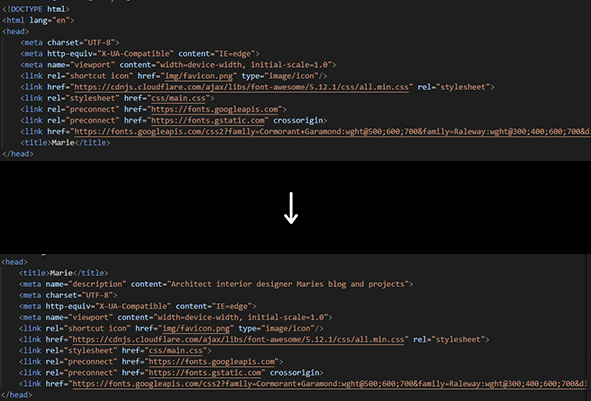 <!DOCTYPE html>
<html lang="en">
<head>
<meta charset="UTF-8">
<meta http-equiv="X-UA-Compatible" content="IE=edge">
<meta name="viewport" content="width=device-width, initial-scale=1.0">
<link rel="shortcut icon" href="img/favicon.png" type="image/icon"/>
<link href="https://cdnjs.cloudflare.com/ajax/libs/font-awesome/5.12.1/css/all.min.css" rel="stylesheet">
<link rel="stylesheet" href="css/main.css">
<link rel="preconnect" href="https://fonts.googleapis.com">
<link rel="preconnect" href="https://fonts.gstatic.com" crossorigin>
<link href="https://fonts.googleapis.com/css2?family=Cormorant+Garamond:wght@500;600;700&family=Raleway:wght@300;400;600;700&di
<title>Marie</title>
</head>
<head>
<title>Marie</title>
<meta name="description" content="Architect interior designer Maries blog and projects">
<meta charset="UTF-8">
<meta http-equiv="X-UA-Compatible" content="IE=edge">
<meta name="viewport" content="width=device-width, initial-scale=1.0">
<link rel="shortcut icon" href="img/favicon.png" type="image/icon"/>
<link href="https://cdnjs.cloudflare.com/ajax/libs/font-awesome/5.12.1/css/all.min.css" rel="stylesheet">
<link rel="stylesheet" href="css/main.css">
<link rel="preconnect" href="https://fonts.googleapis.com">
<link rel="preconnect" href="https://fonts.gstatic.com" crossorigin>
<link href="https://fonts.googleapis.com/css2?family=Cormorant+Garamond:wght@500;600;700&family=Raleway:wght@300;400;600;700&di
</head>